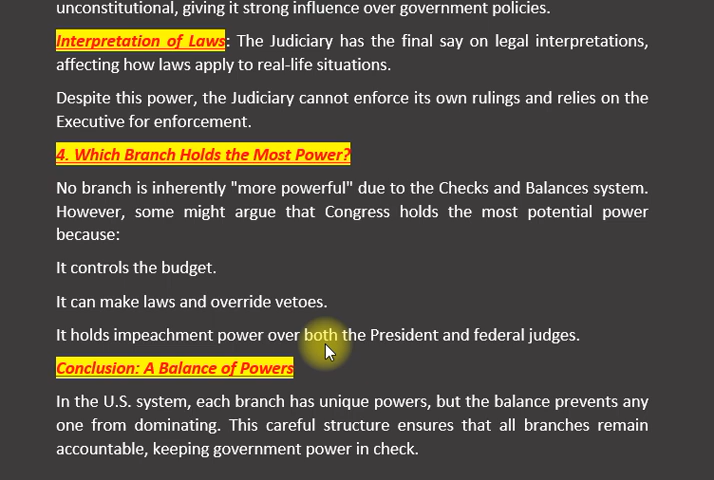 unconstitutional, giving it strong influence over government policies.
Interpretation of Laws: The Judiciary has the final say on legal interpretations,
affecting how laws apply to real-life situations.
Despite this power, the Judiciary cannot enforce its own rulings and relies on the
Executive for enforcement.
4. Which Branch Holds the Most Power?
No branch is inherently "more powerful" due to the Checks and Balances system.
However, some might argue that Congress holds the most potential power
because:
It controls the budget.
It can make laws and override vetoes.
It holds impeachment power over both the President and federal judges.
Conclusion: A Balance of Powers
In the U.S. system, each branch has unique powers, but the balance prevents any
one from dominating. This careful structure ensures that all branches remain
accountable, keeping government power in check.